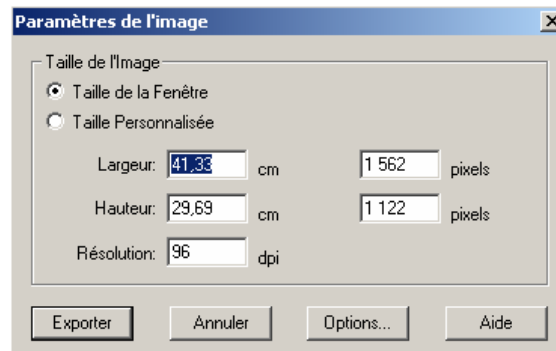 Paramètres de l'image
Taille de l'Image
Taille de la Fenêtre
Taille Personnalisée
Largeur: 41,33 cm 1 562 pixels
Hauteur: 29,69 cm 1 122 pixels
Résolution: 96 dpi
Exporter Annuler Options... Aide